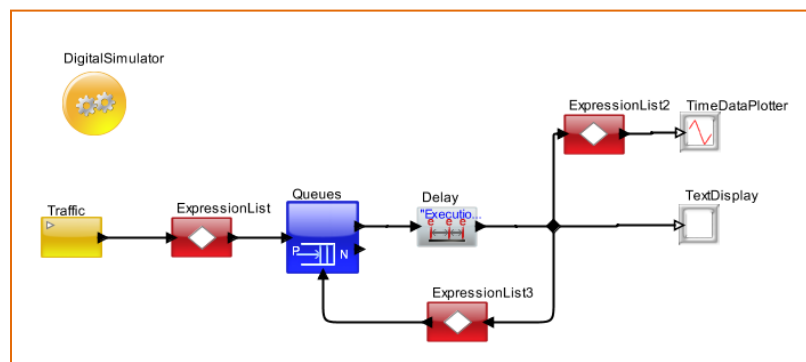 DigitalSimulator
ExpressionList2
TimeDataPlotter
Traffic
ExpressionList
Queues
Delay
TextDisplay
"Executio...
e e e
P N
ExpressionList3